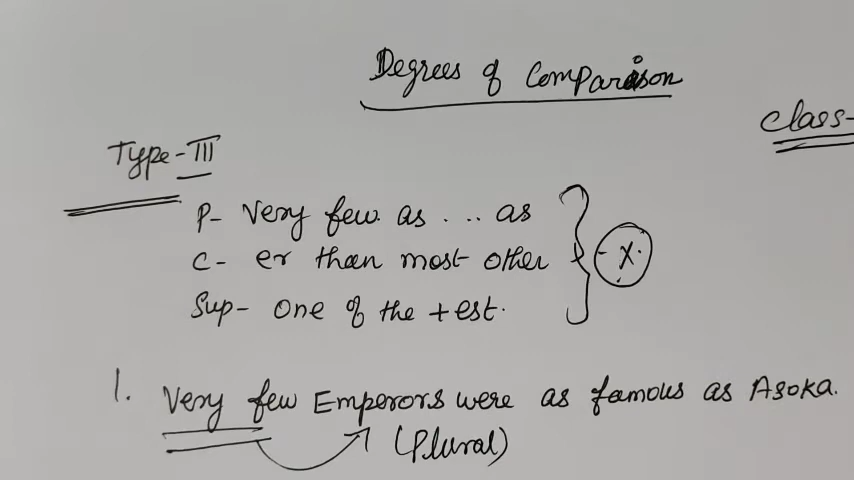 Degrees of Comparison
Class-
Type-III
P- Very few as ... as
C- er than most other
Sup- One of the + est.
X
1. Very few Emperors were as famous as Asoka.
(Plural)